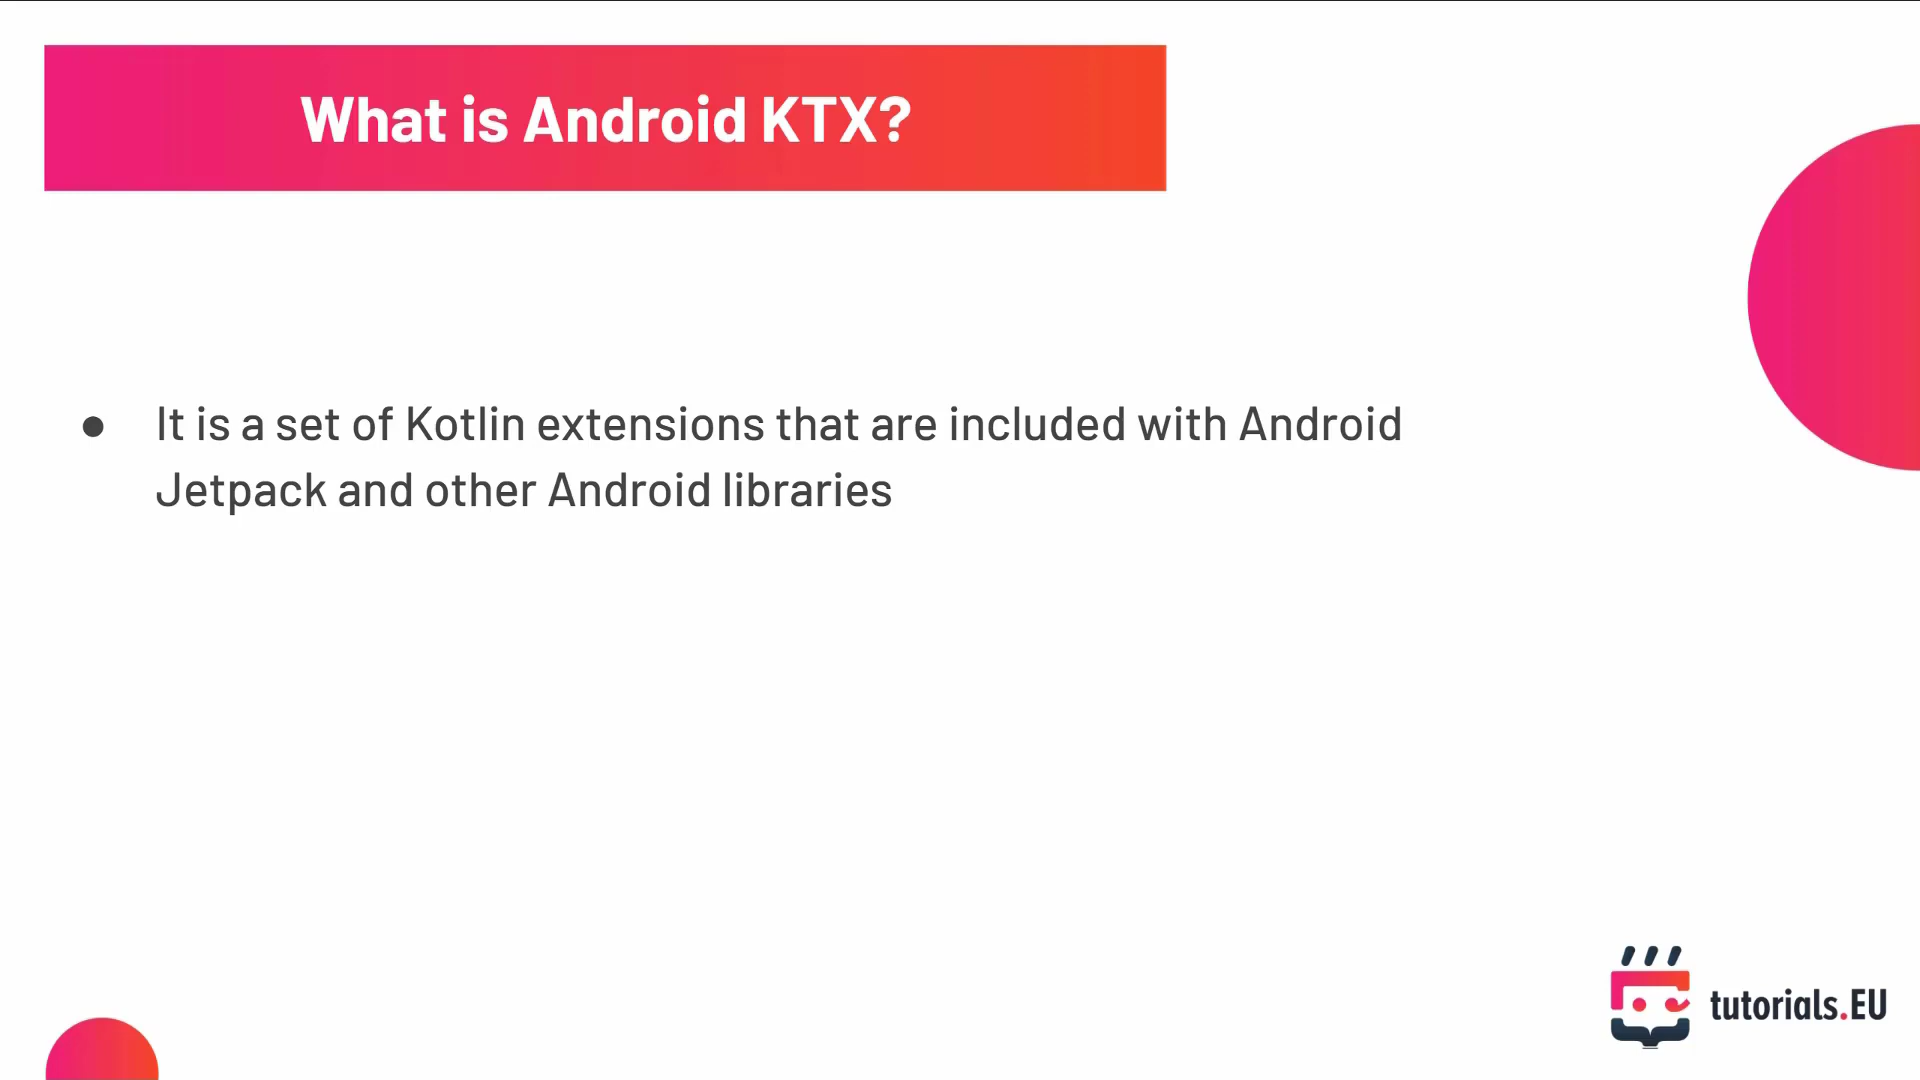 What is Android KTX?
● It is a set of Kotlin extensions that are included with Android
Jetpack and other Android libraries
tutorials.EU